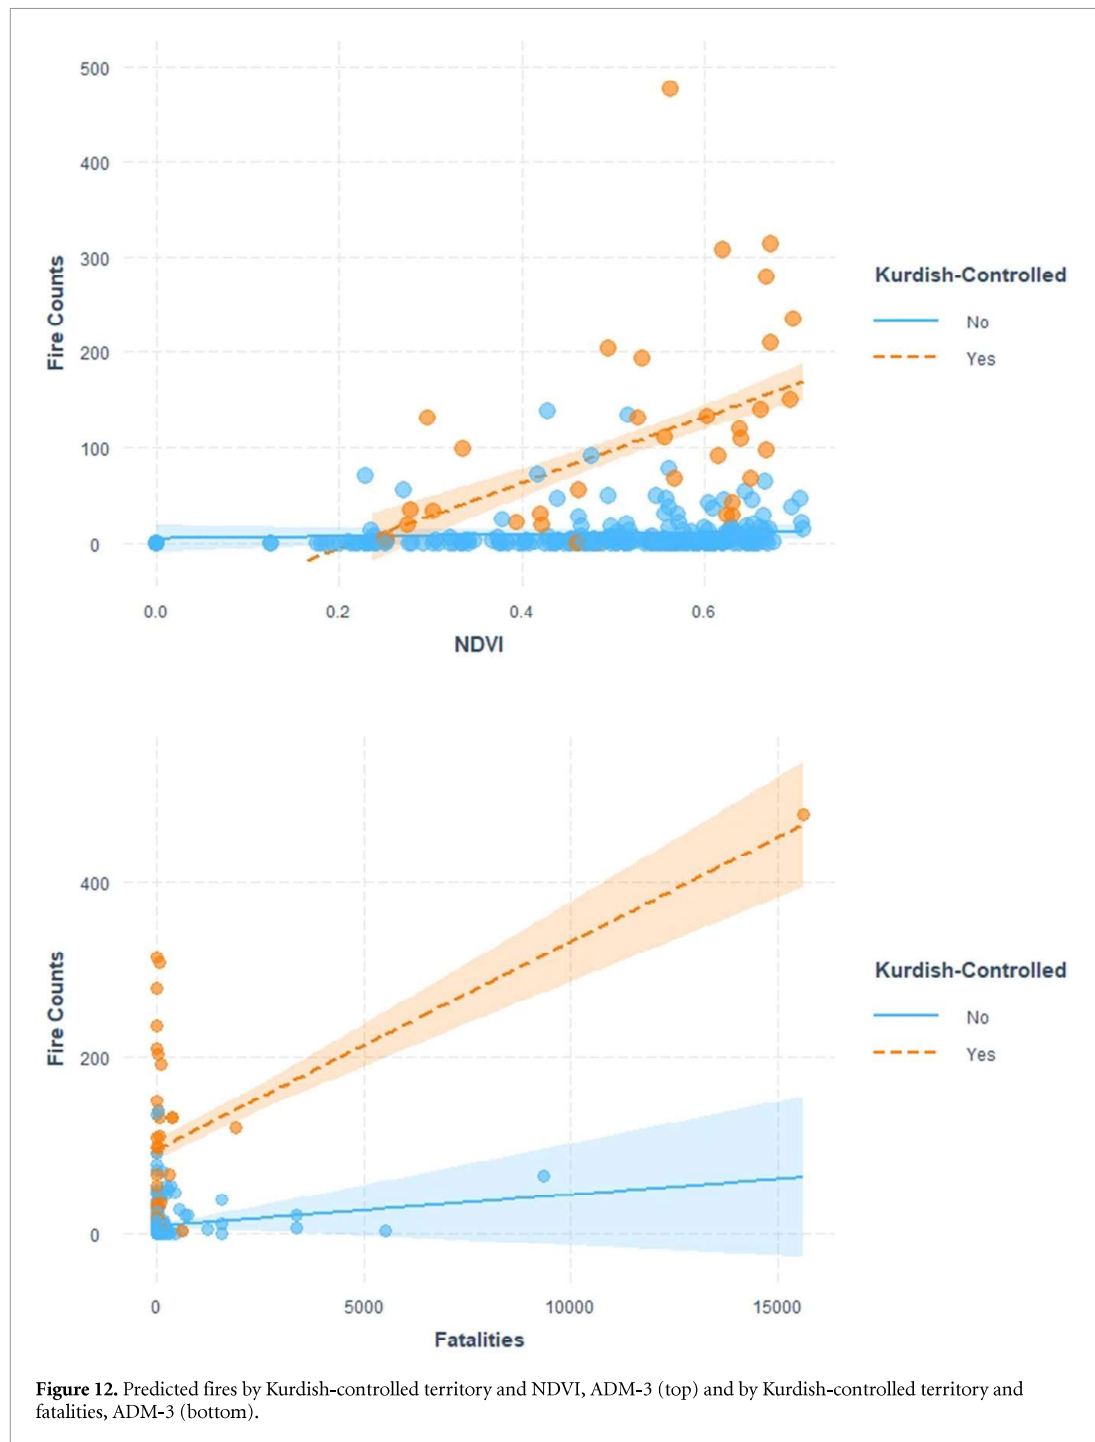 500
400
300
200
100
0
Fire Counts
0.0 0.2 0.4 0.6
NDVI
Kurdish-Controlled
No
Yes
400
200
0
Fire Counts
0 5000 10000 15000
Fatalities
Kurdish-Controlled
No
Yes
Figure 12. Predicted fires by Kurdish-controlled territory and NDVI, ADM-3 (top) and by Kurdish-controlled territory and
fatalities, ADM-3 (bottom).